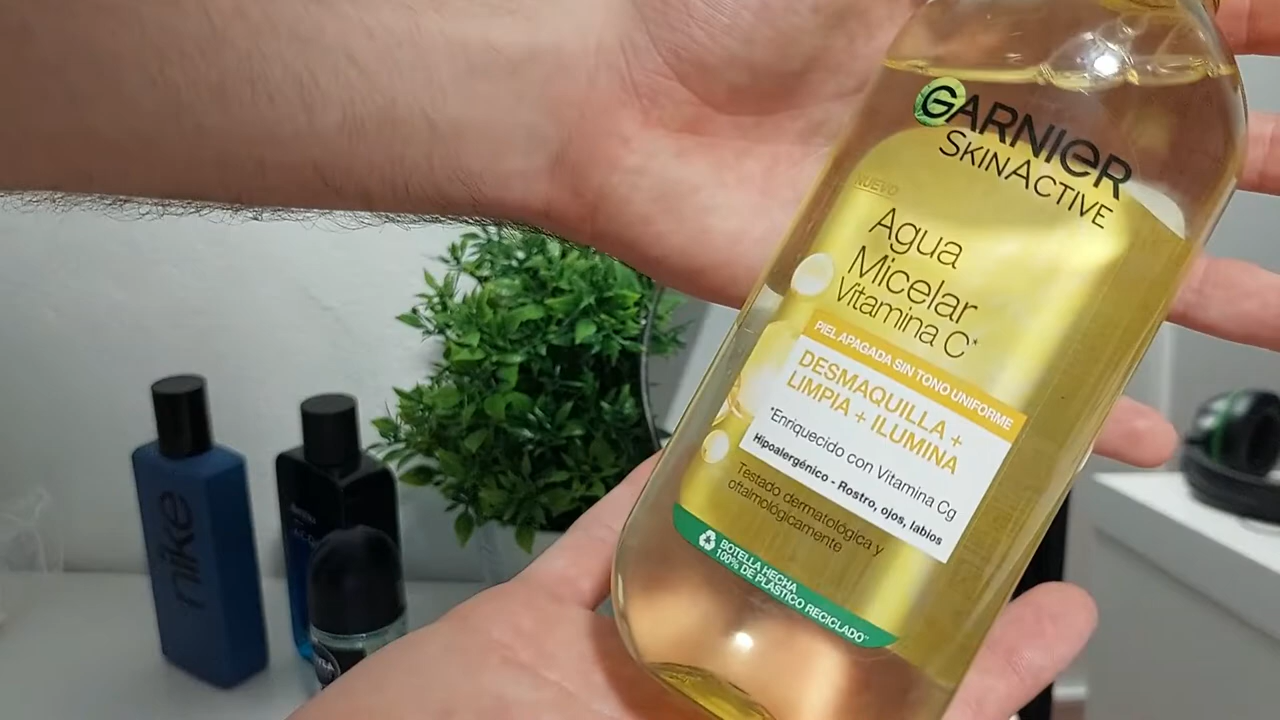 GARNIER
SKINACTIVE
NUEVO
Agua
Micelar
Vitamina C*
PIEL APAGADA SIN TONO UNIFORME
DESMAQUILLA +
LIMPIA + ILUMINA
*Enriquecido con Vitamina Cg
Hipoalergénico - Rostro, ojos, labios
Testado dermatológica y
oftalmológicamente
BOTELLA HECHA
100% DE PLÁSTICO RECICLADO**
nike